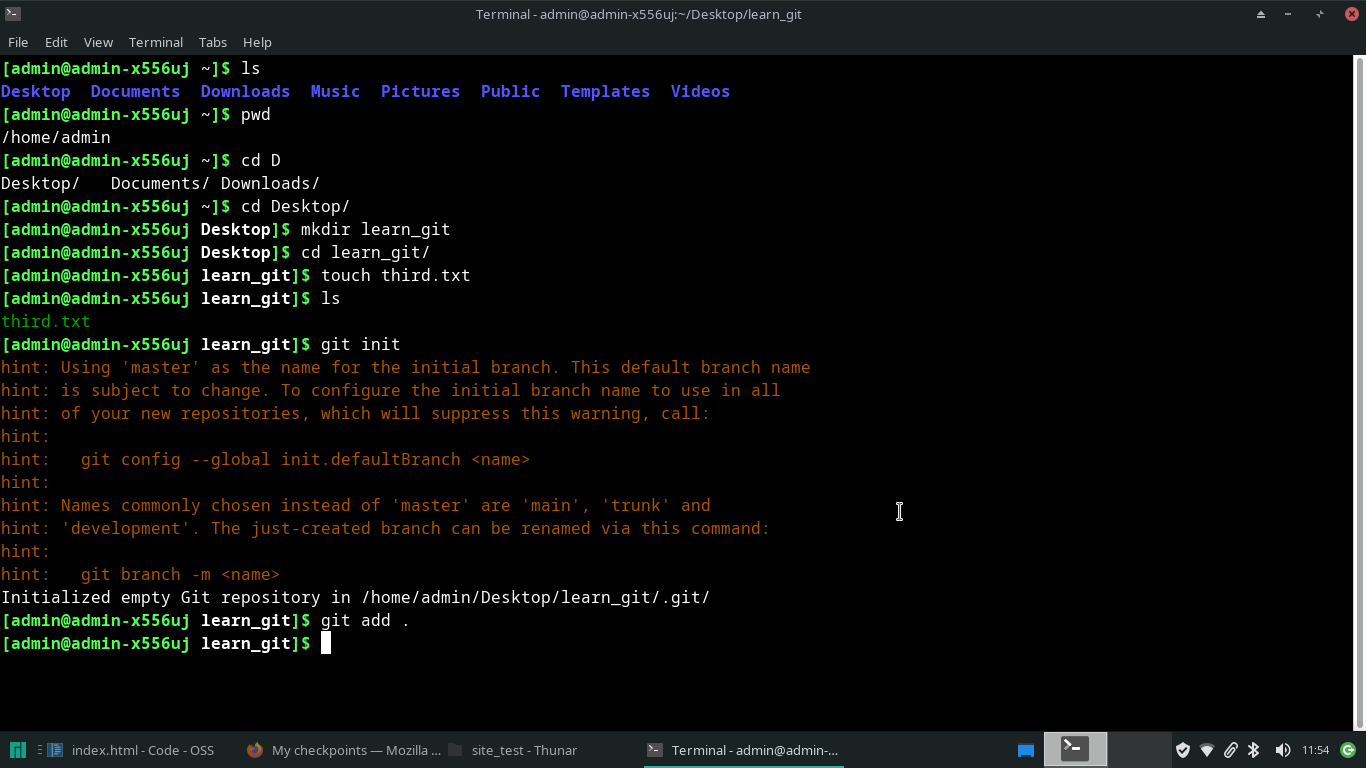 Terminal - admin@admin-x556uj:~/Desktop/learn_git
File Edit View Terminal Tabs Help
[admin@admin-x556uj ~]$ ls
Desktop Documents Downloads Music Pictures Public Templates Videos
[admin@admin-x556uj ~]$ pwd
/home/admin
[admin@admin-x556uj ~]$ cd D
Desktop/ Documents/ Downloads/
[admin@admin-x556uj ~]$ cd Desktop/
[admin@admin-x556uj Desktop]$ mkdir learn_git
[admin@admin-x556uj Desktop]$ cd learn_git/
[admin@admin-x556uj learn_git]$ touch third.txt
[admin@admin-x556uj learn_git]$ ls
third.txt
[admin@admin-x556uj learn_git]$ git init
hint: Using 'master' as the name for the initial branch. This default branch name
hint: is subject to change. To configure the initial branch name to use in all
hint: of your new repositories, which will suppress this warning, call:
hint:
hint:   git config --global init.defaultBranch <name>
hint:
hint: Names commonly chosen instead of 'master' are 'main', 'trunk' and
hint: 'development'. The just-created branch can be renamed via this command:
hint:
hint:   git branch -m <name>
Initialized empty Git repository in /home/admin/Desktop/learn_git/.git/
[admin@admin-x556uj learn_git]$ git add .
[admin@admin-x556uj learn_git]$
index.html - Code - OSS My checkpoints — Mozilla ... site_test - Thunar Terminal - admin@admin-... 11:54